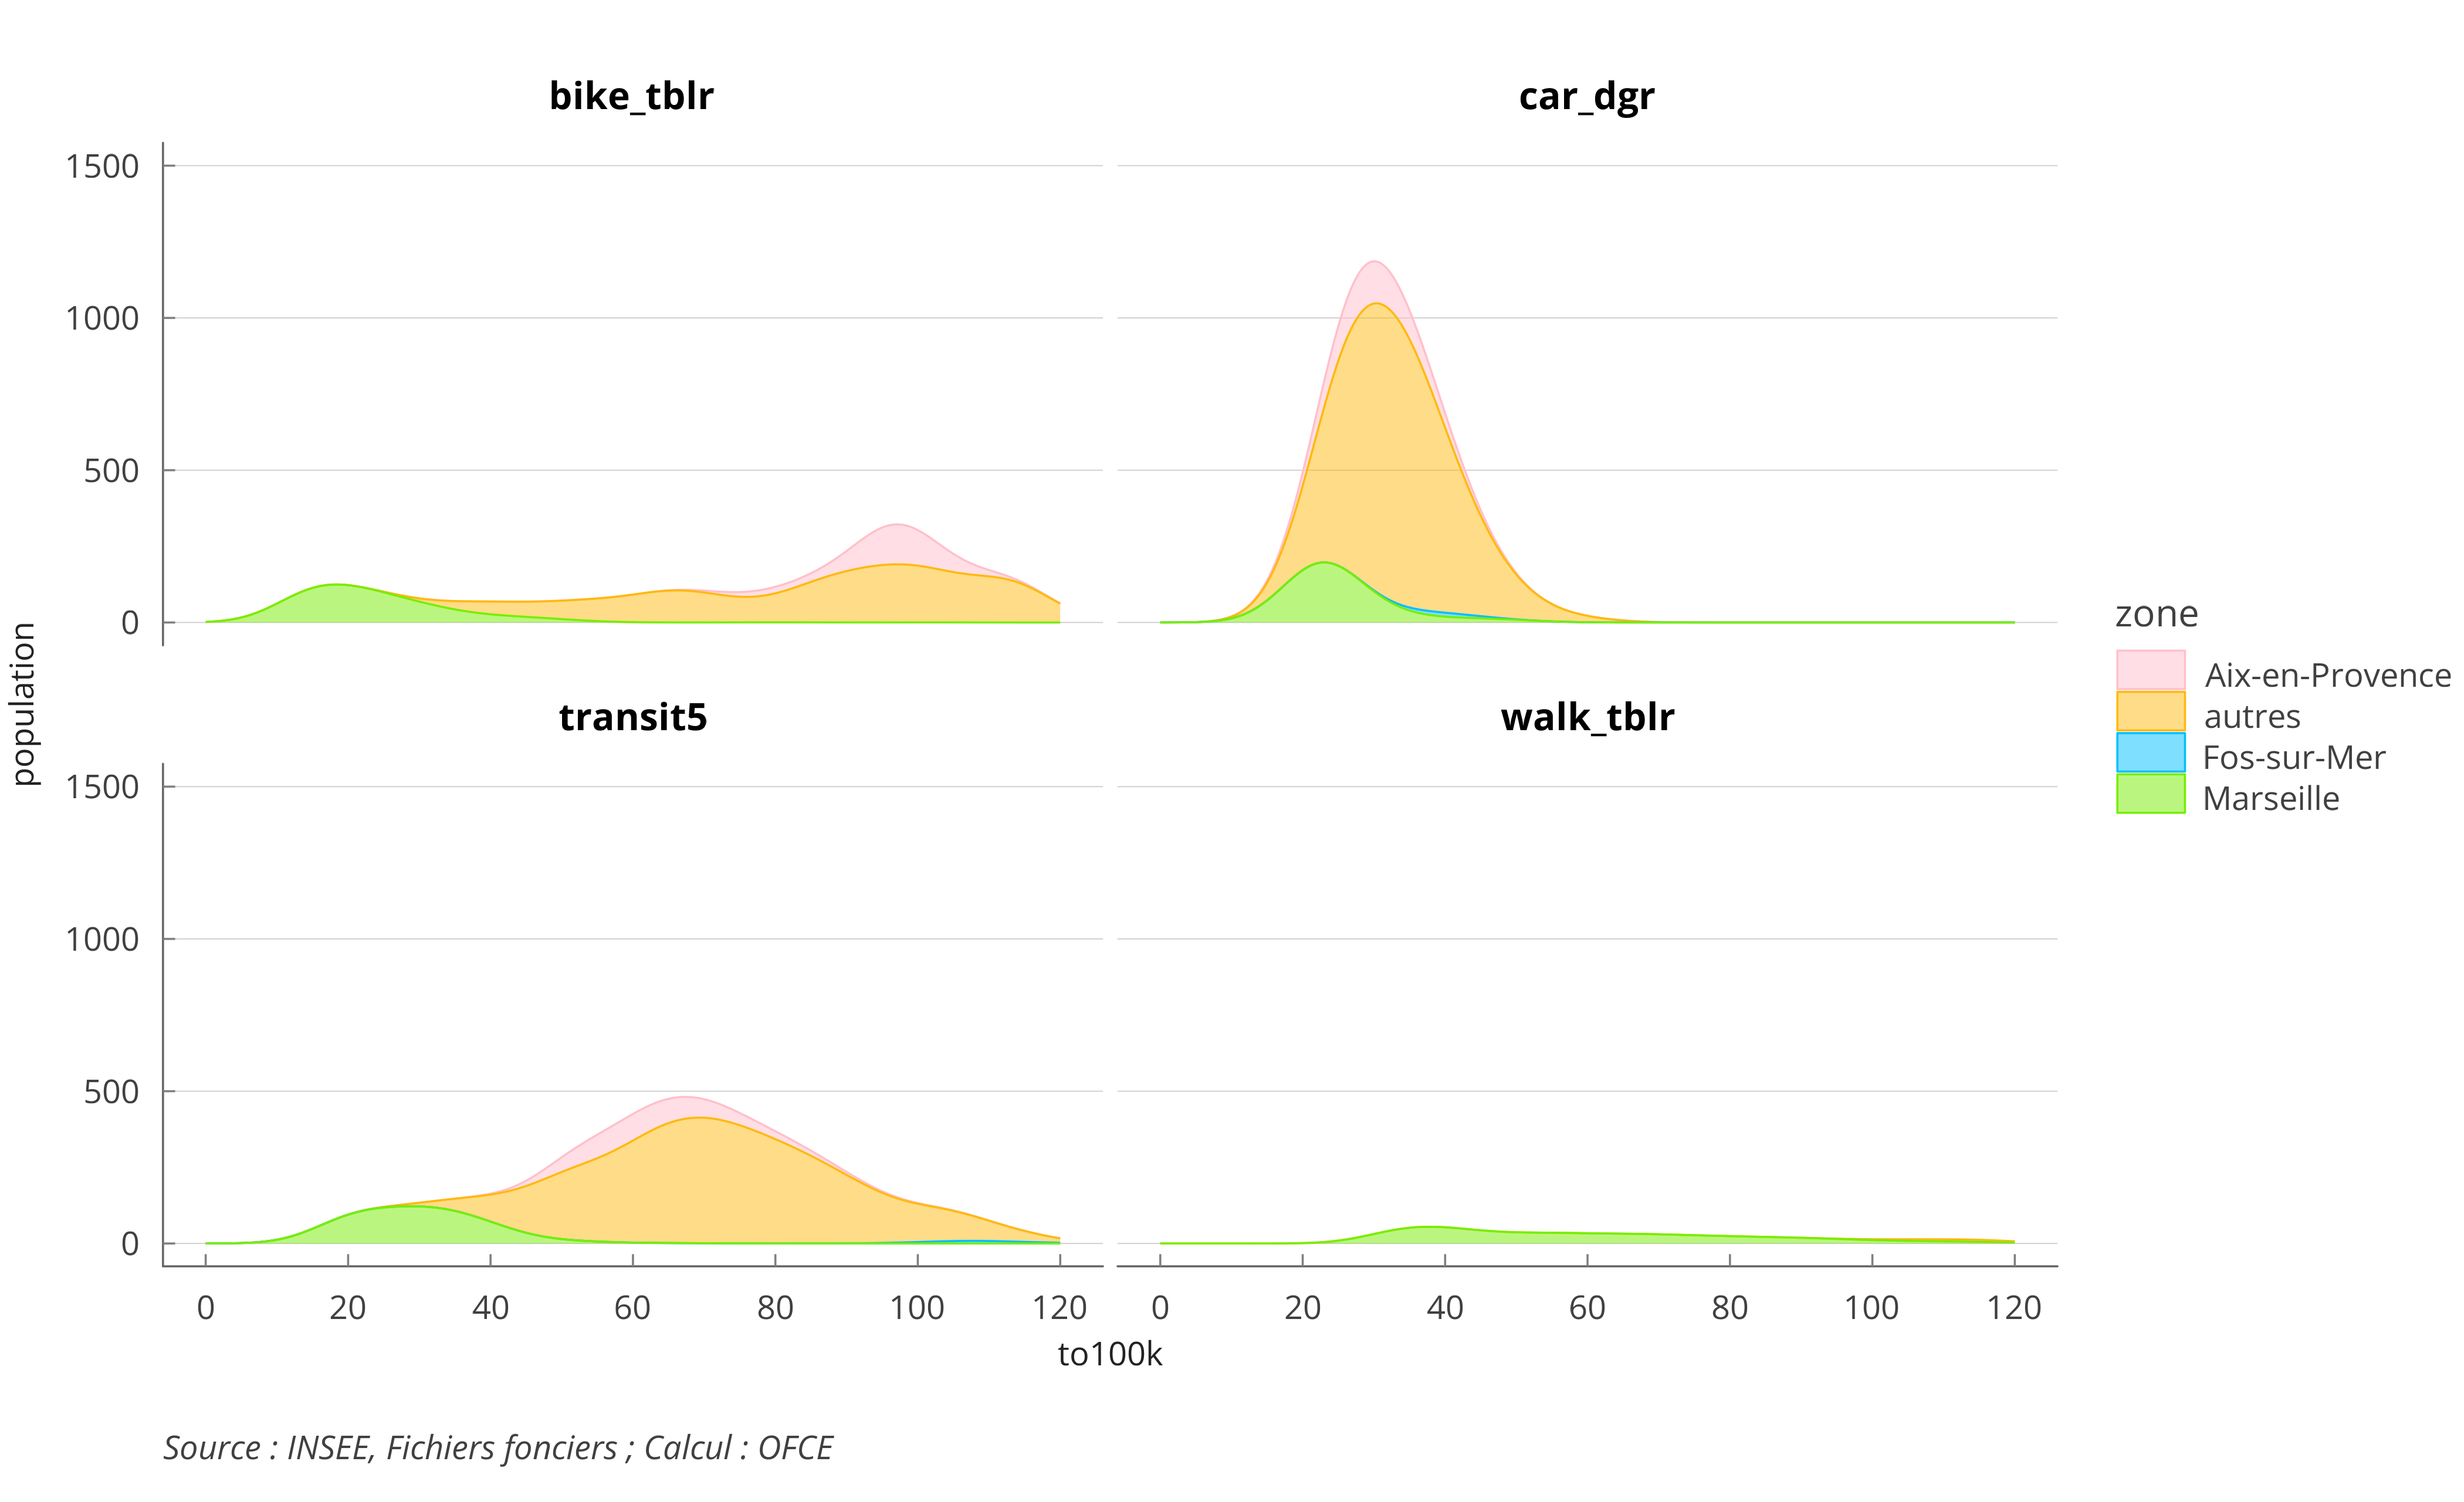 bike_tblr
car_dgr
1500
1000
500
0
transit5
walk_tblr
1500
1000
500
0
0 20 40 60 80 100 120
0 20 40 60 80 100 120
to100k
population
zone
Aix-en-Provence
autres
Fos-sur-Mer
Marseille
Source : INSEE, Fichiers fonciers ; Calcul : OFCE